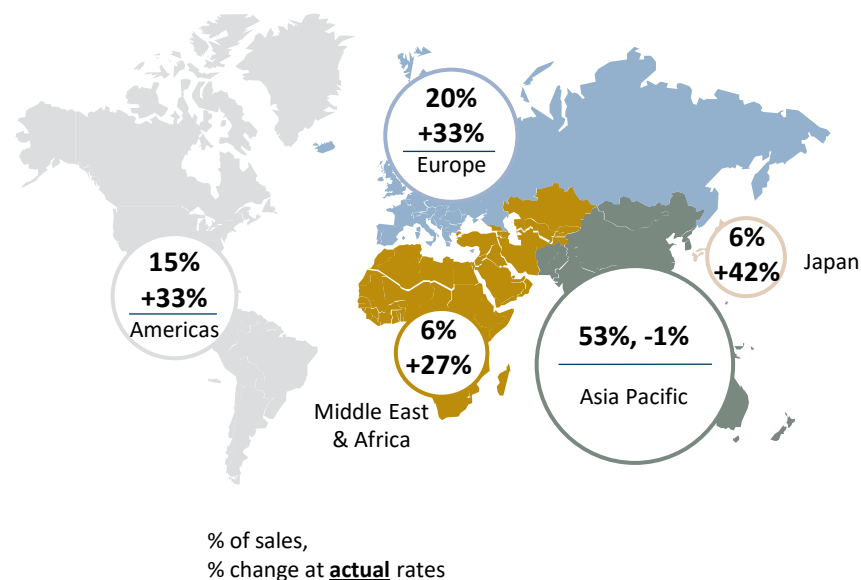 20%
+33%
Europe
6%
+42%
Japan
15%
+33%
Americas
6%
+27%
Middle East
& Africa
53%, -1%
Asia Pacific
% of sales,
% change at actual rates